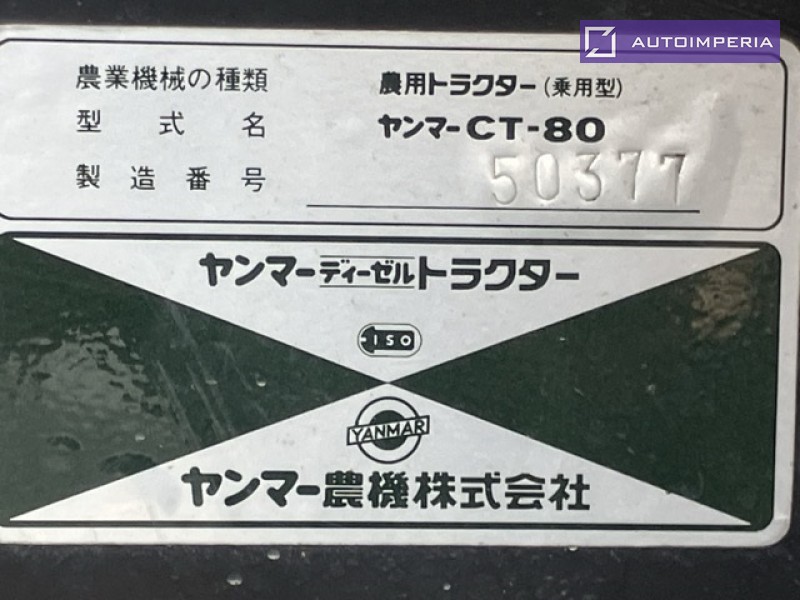 AUTOIMPERIA
農業機械の種類 農用トラクター(乗用型)
型式名 ヤンマーCT-80
製造番号 50377
ヤンマーディーゼルトラクター
ISO
YANMAR
ヤンマー農機株式会社